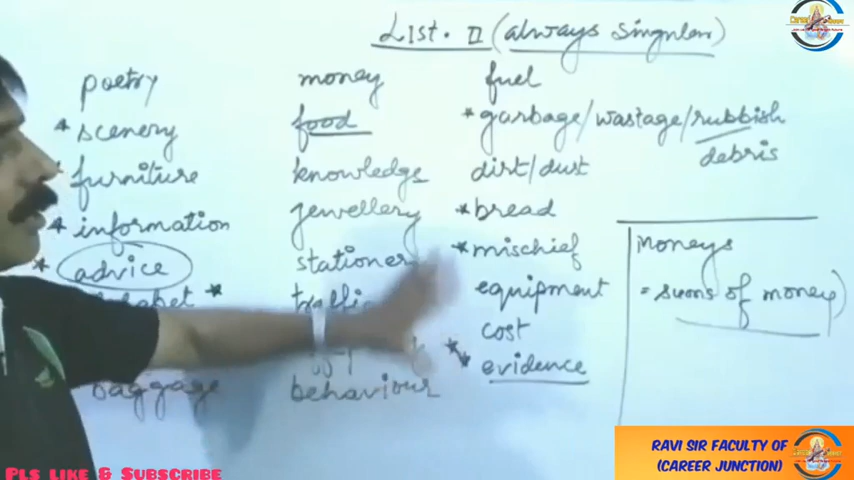 List. II (always singular)
poetry
* scenery
* furniture
* information
* advice
alphabet *
baggage
money
food
knowledge
jewellery
stationery
traffic
behaviour
fuel
* garbage/wastage/rubbish
debris
dirt/dust
* bread
* mischief
equipment
cost
* evidence
Moneys
= sums of money)
Pls like & Subscribe
RAVI SIR FACULTY OF
(CAREER JUNCTION)